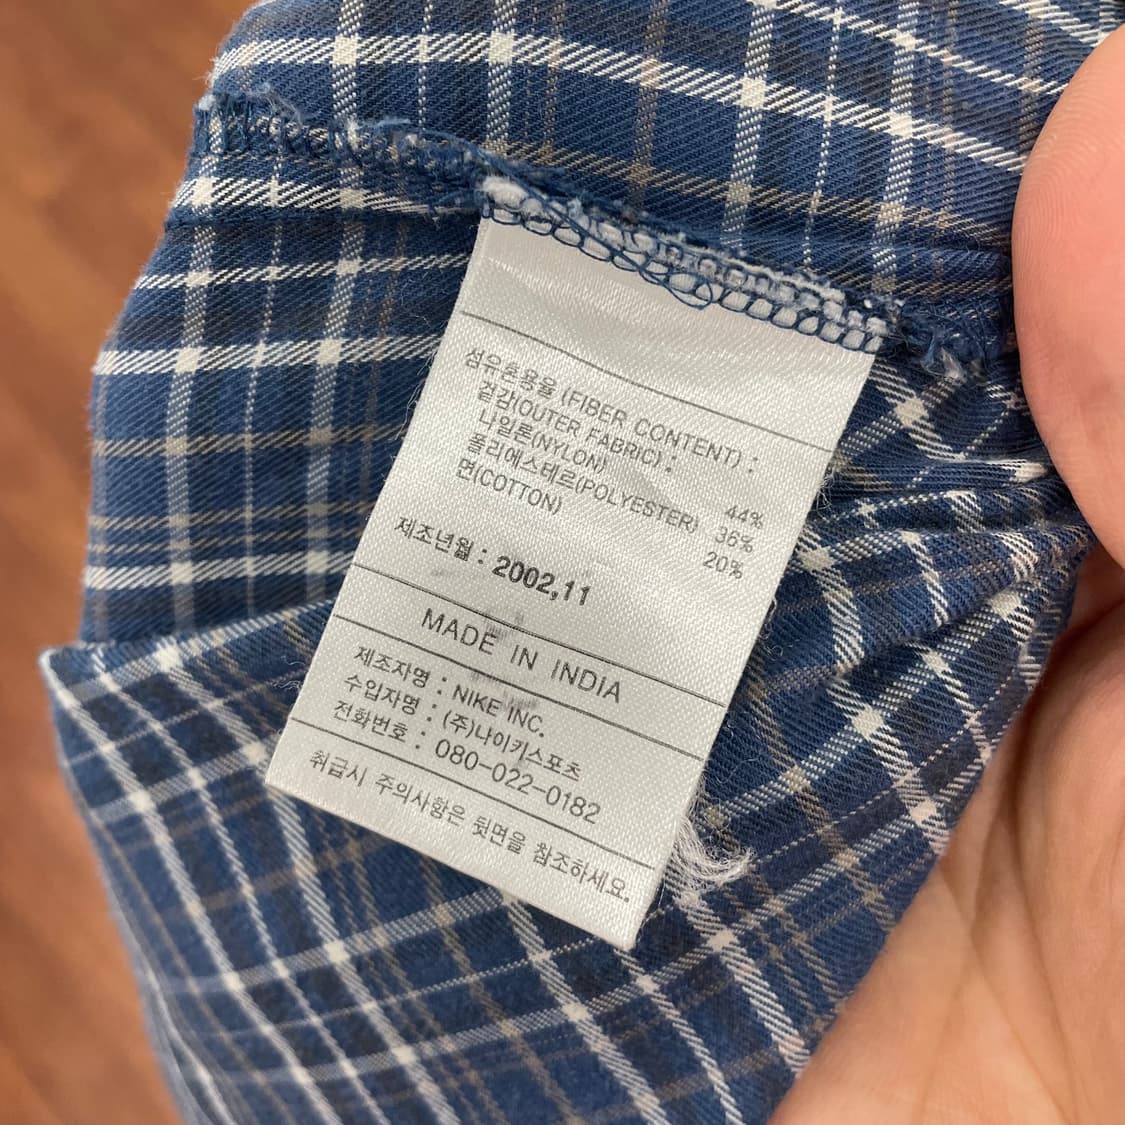 섬유혼용율 (FIBER CONTENT) :
겉감(OUTER FABRIC) :
나일론(NYLON) 44%
폴리에스테르(POLYESTER) 36%
면(COTTON) 20%
제조년월 : 2002,11
MADE IN INDIA
제조자명 : NIKE INC.
수입자명 : (주)나이키스포츠
전화번호 : 080-022-0182
취급시 주의사항은 뒷면을 참조하세요.